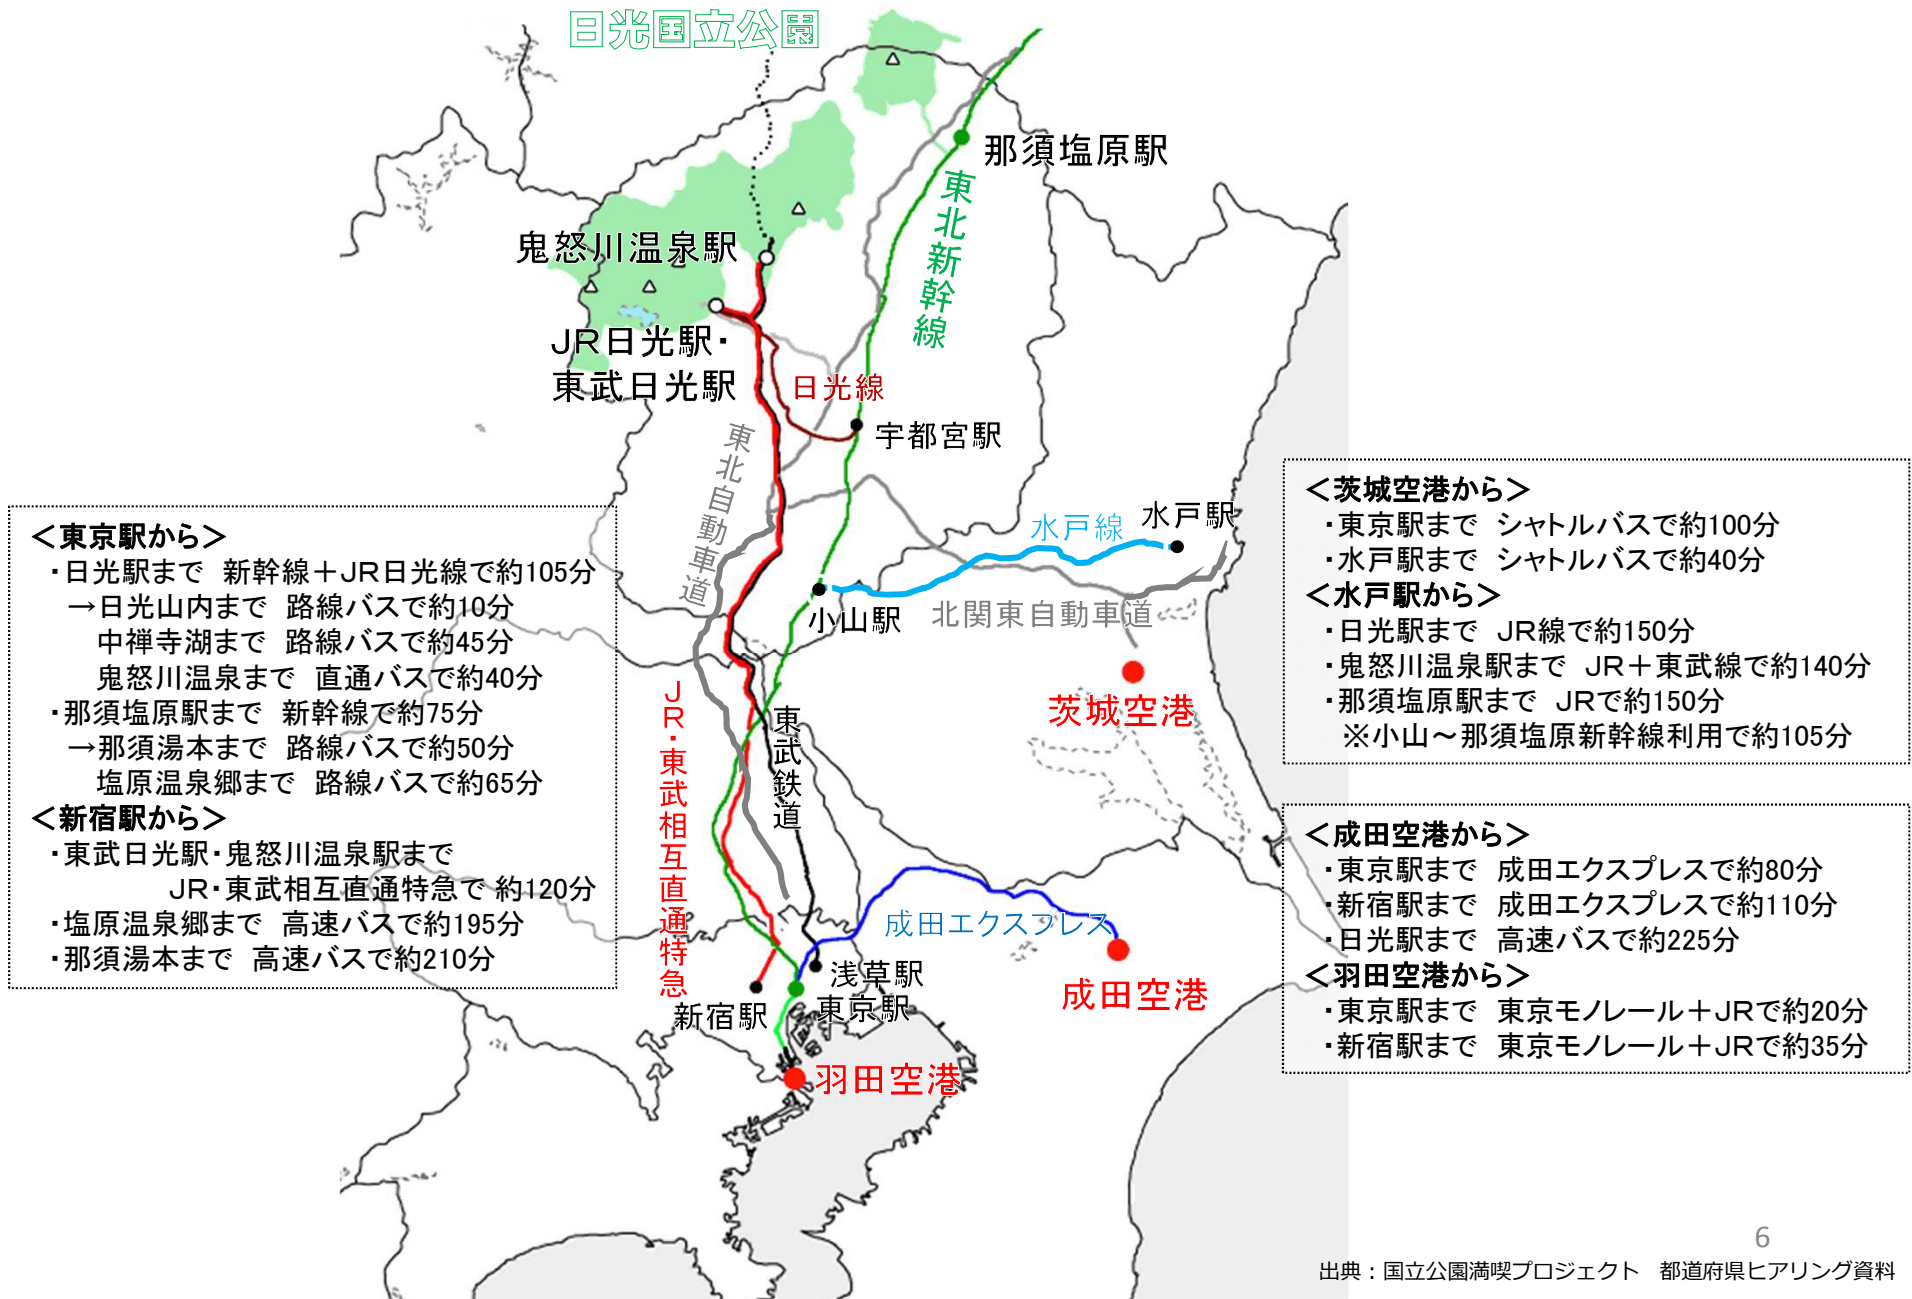 日光国立公園
那須塩原駅
東北新幹線
鬼怒川温泉駅
JR日光駅・
東武日光駅
日光線
宇都宮駅
東北自動車道
水戸線
水戸駅
小山駅
北関東自動車道
茨城空港
JR・東武相互直通特急
東武鉄道
成田エクスプレス
成田空港
浅草駅
東京駅
新宿駅
羽田空港
＜東京駅から＞
・日光駅まで 新幹線＋JR日光線で約105分
→日光山内まで 路線バスで約10分
中禅寺湖まで 路線バスで約45分
鬼怒川温泉まで 直通バスで約40分
・那須塩原駅まで 新幹線で約75分
→那須湯本まで 路線バスで約50分
塩原温泉郷まで 路線バスで約65分
＜新宿駅から＞
・東武日光駅・鬼怒川温泉駅まで
JR・東武相互直通特急で 約120分
・塩原温泉郷まで 高速バスで約195分
・那須湯本まで 高速バスで約210分
＜茨城空港から＞
・東京駅まで シャトルバスで約100分
・水戸駅まで シャトルバスで約40分
＜水戸駅から＞
・日光駅まで JR線で約150分
・鬼怒川温泉駅まで JR＋東武線で約140分
・那須塩原駅まで JRで約150分
※小山～那須塩原新幹線利用で約105分
＜成田空港から＞
・東京駅まで 成田エクスプレスで約80分
・新宿駅まで 成田エクスプレスで約110分
・日光駅まで 高速バスで約225分
＜羽田空港から＞
・東京駅まで 東京モノレール＋JRで約20分
・新宿駅まで 東京モノレール＋JRで約35分
6
出典：国立公園満喫プロジェクト 都道府県ヒアリング資料